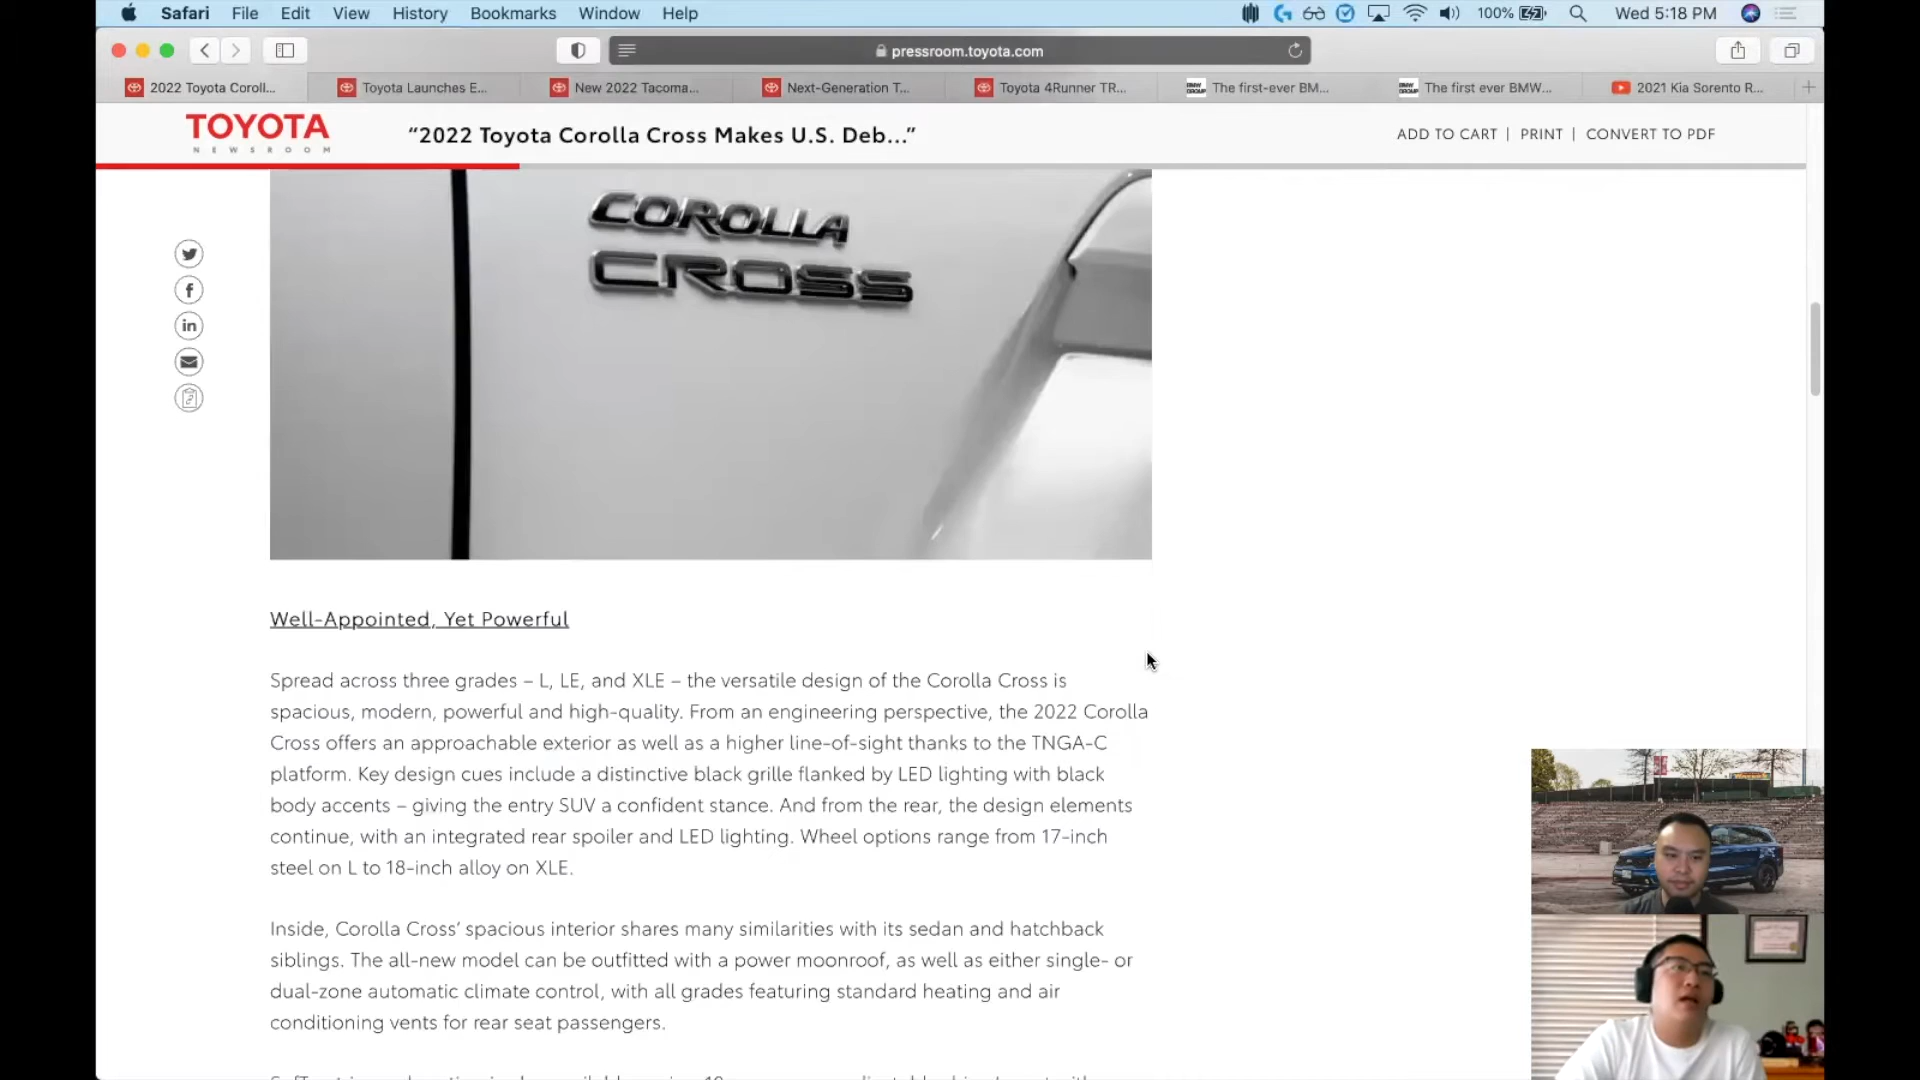 Safari File Edit View History Bookmarks Window Help 100% Wed 5:18 PM
pressroom.toyota.com
2022 Toyota Coroll... Toyota Launches E... New 2022 Tacoma... Next-Generation T... Toyota 4Runner TR... The first-ever BM... The first ever BMW... 2021 Kia Sorento R...
TOYOTA
NEWSROOM
“2022 Toyota Corolla Cross Makes U.S. Deb...”
ADD TO CART | PRINT | CONVERT TO PDF
COROLLA
CROSS
Well-Appointed, Yet Powerful
Spread across three grades – L, LE, and XLE – the versatile design of the Corolla Cross is
spacious, modern, powerful and high-quality. From an engineering perspective, the 2022 Corolla
Cross offers an approachable exterior as well as a higher line-of-sight thanks to the TNGA-C
platform. Key design cues include a distinctive black grille flanked by LED lighting with black
body accents – giving the entry SUV a confident stance. And from the rear, the design elements
continue, with an integrated rear spoiler and LED lighting. Wheel options range from 17-inch
steel on L to 18-inch alloy on XLE.
Inside, Corolla Cross’ spacious interior shares many similarities with its sedan and hatchback
siblings. The all-new model can be outfitted with a power moonroof, as well as either single- or
dual-zone automatic climate control, with all grades featuring standard heating and air
conditioning vents for rear seat passengers.